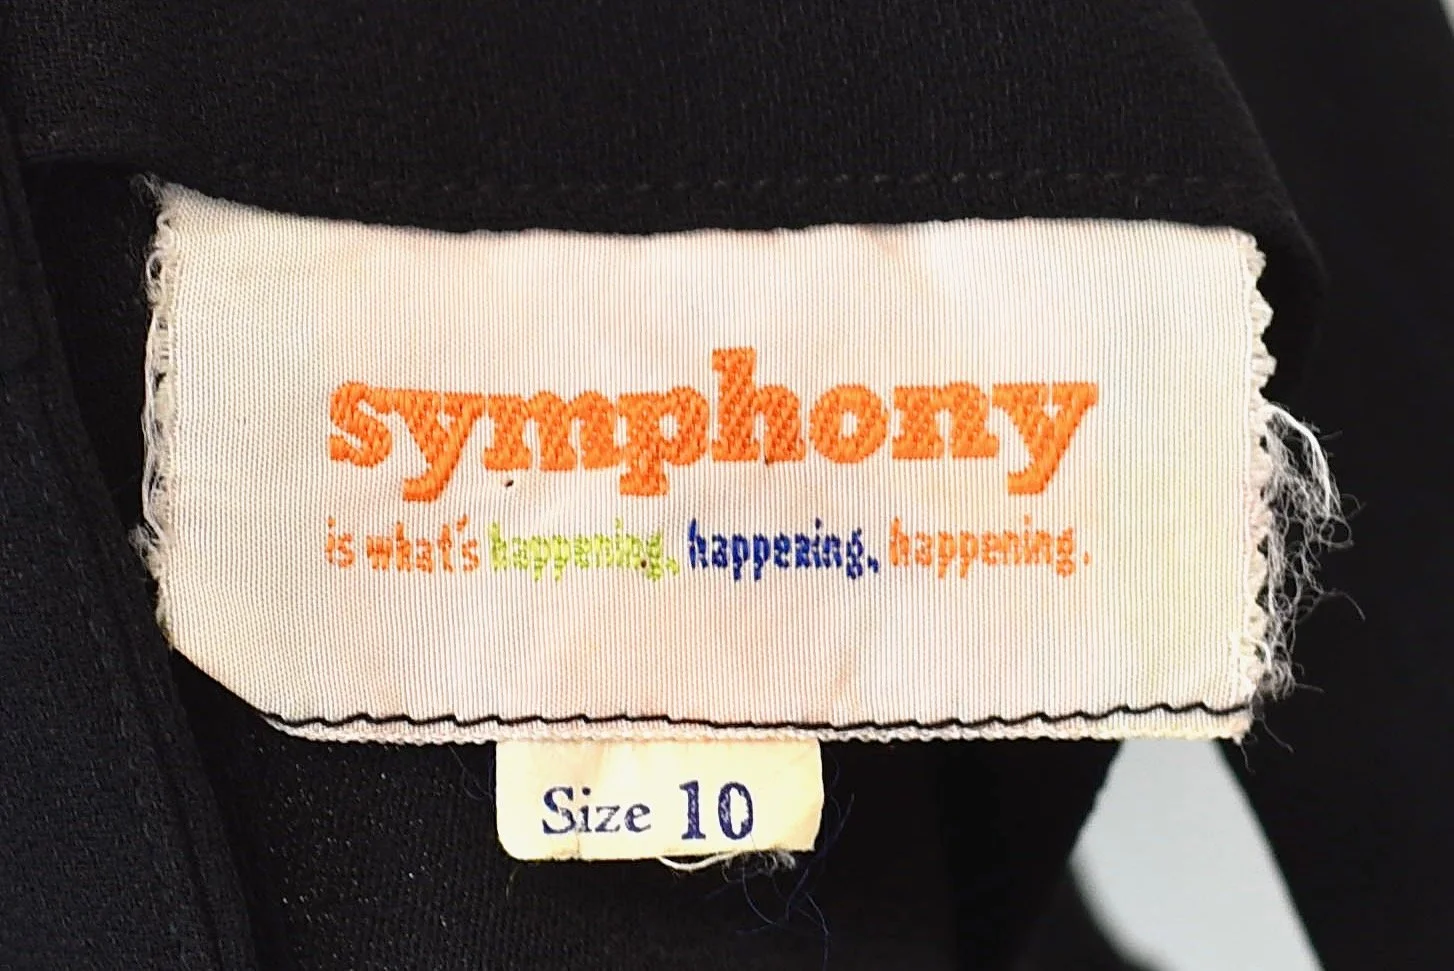 symphony
is what's happening, happening, happening.
Size 10